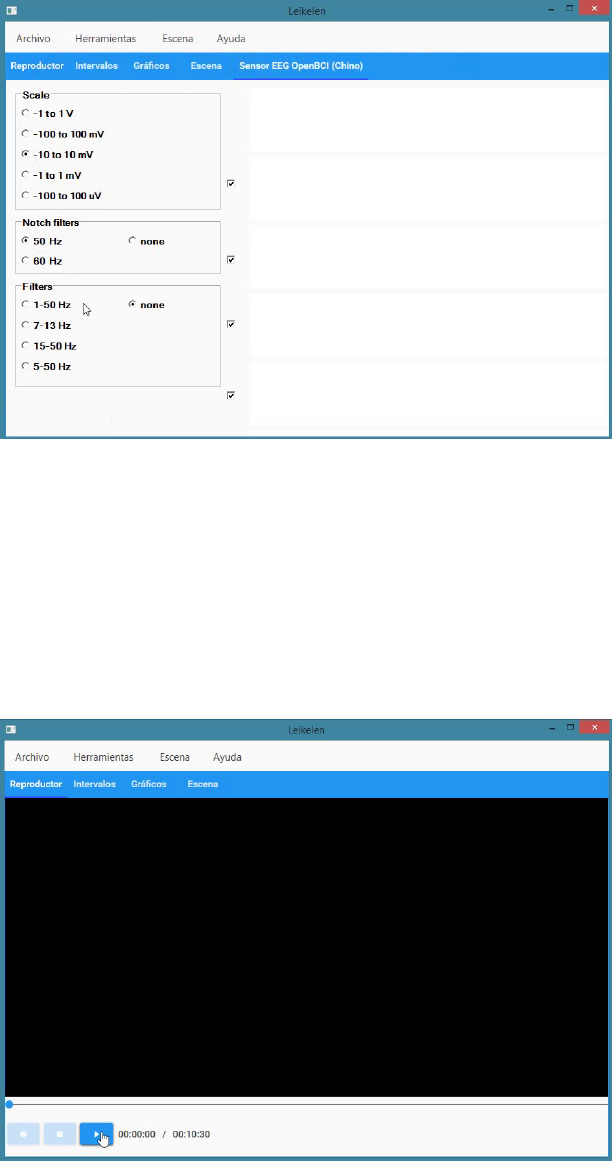 Leikelen
Archivo Herramientas Escena Ayuda
Reproductor Intervalos Gráficos Escena Sensor EEG OpenBCI (Chino)
Scale
-1 to 1 V
-100 to 100 mV
-10 to 10 mV
-1 to 1 mV
-100 to 100 uV
Notch filters
50 Hz none
60 Hz
Filters
1-50 Hz none
7-13 Hz
15-50 Hz
5-50 Hz
Leikelen
Archivo Herramientas Escena Ayuda
Reproductor Intervalos Gráficos Escena
00:00:00 / 00:10:30